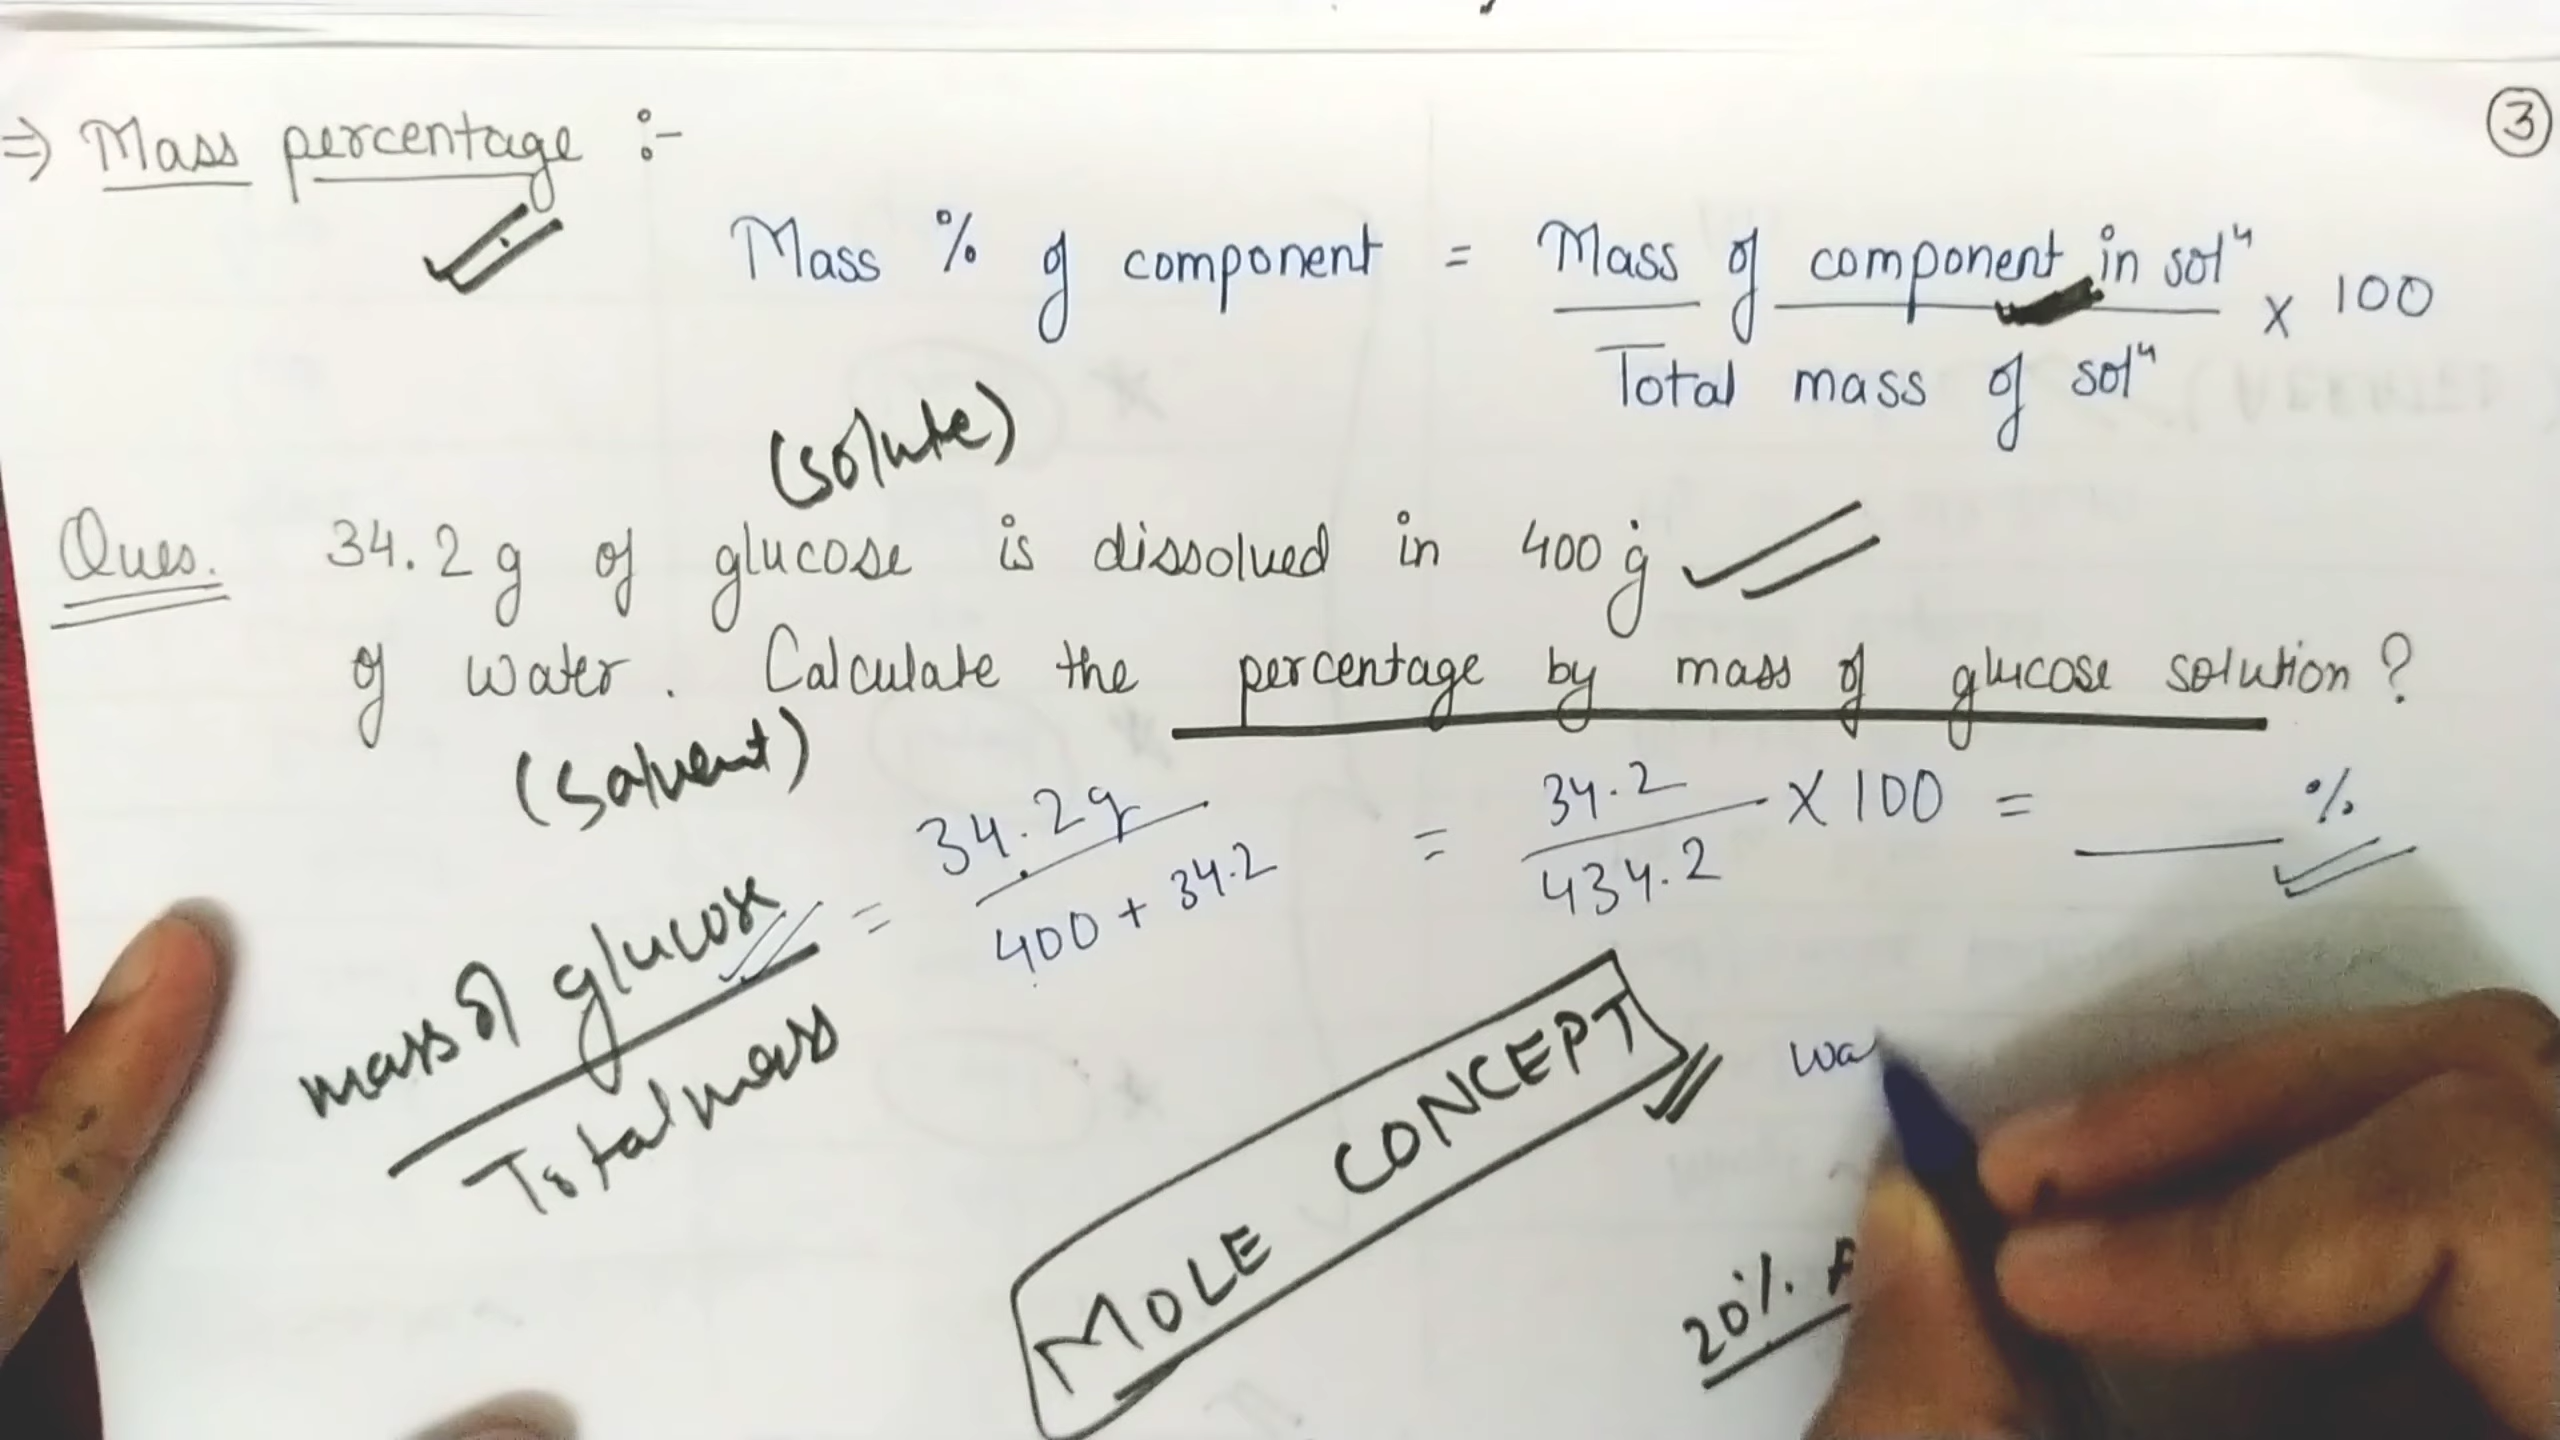 ③
⇒ Mass percentage :-
Mass % of component = Mass of component in solⁿ / Total mass of solⁿ × 100
(solute)
Ques. 34.2 g of glucose is dissolved in 400 g
of water. Calculate the percentage by mass of glucose solution?
(Solvent)
mass of glucose / Total mass = 34.2g / 400 + 34.2 = 34.2 / 434.2 × 100 = ____ %
MOLE CONCEPT
wa
20%.